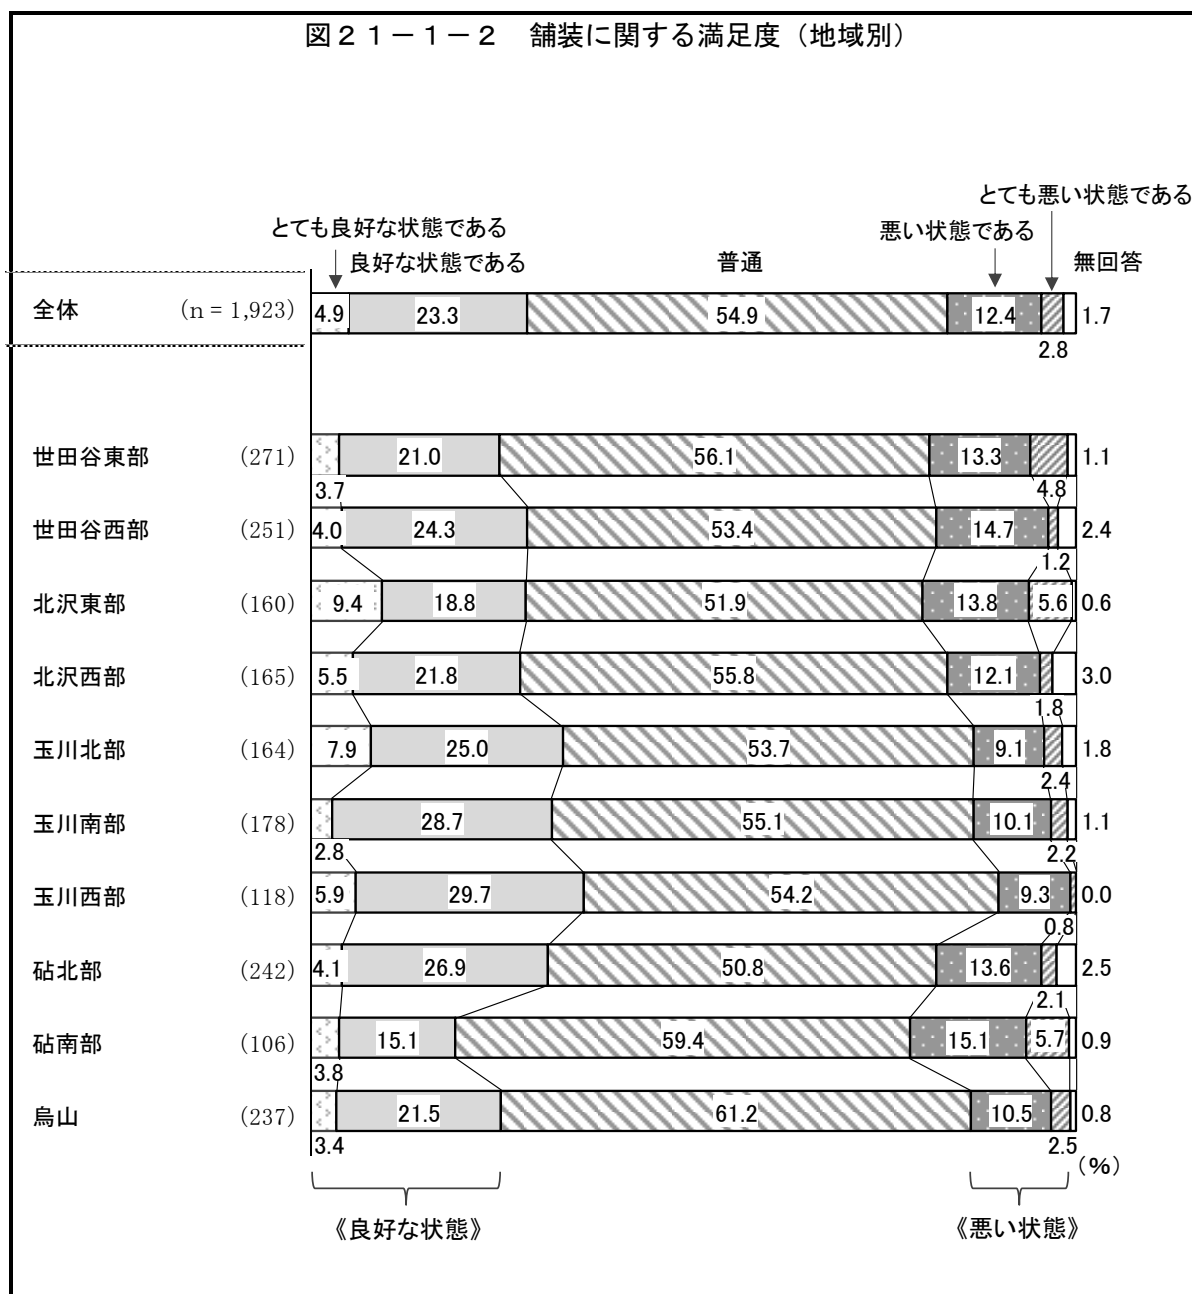 図２１－１－２　舗装に関する満足度（地域別）
とても悪い状態である
とても良好な状態である
悪い状態である
良好な状態である 普通 無回答
全体 (n = 1,923) 4.9 23.3 54.9 12.4 1.7
2.8
世田谷東部 (271) 21.0 56.1 13.3 1.1
3.7 4.8
世田谷西部 (251) 4.0 24.3 53.4 14.7 2.4
1.2
北沢東部 (160) 9.4 18.8 51.9 13.8 5.6 0.6
北沢西部 (165) 5.5 21.8 55.8 12.1 3.0
1.8
玉川北部 (164) 7.9 25.0 53.7 9.1 1.8
2.4
玉川南部 (178) 28.7 55.1 10.1 1.1
2.8 2.2
玉川西部 (118) 5.9 29.7 54.2 9.3 0.0
0.8
砧北部 (242) 4.1 26.9 50.8 13.6 2.5
2.1
砧南部 (106) 15.1 59.4 15.1 5.7 0.9
3.8
烏山 (237) 21.5 61.2 10.5 0.8
3.4 2.5
(％)
《良好な状態》 《悪い状態》